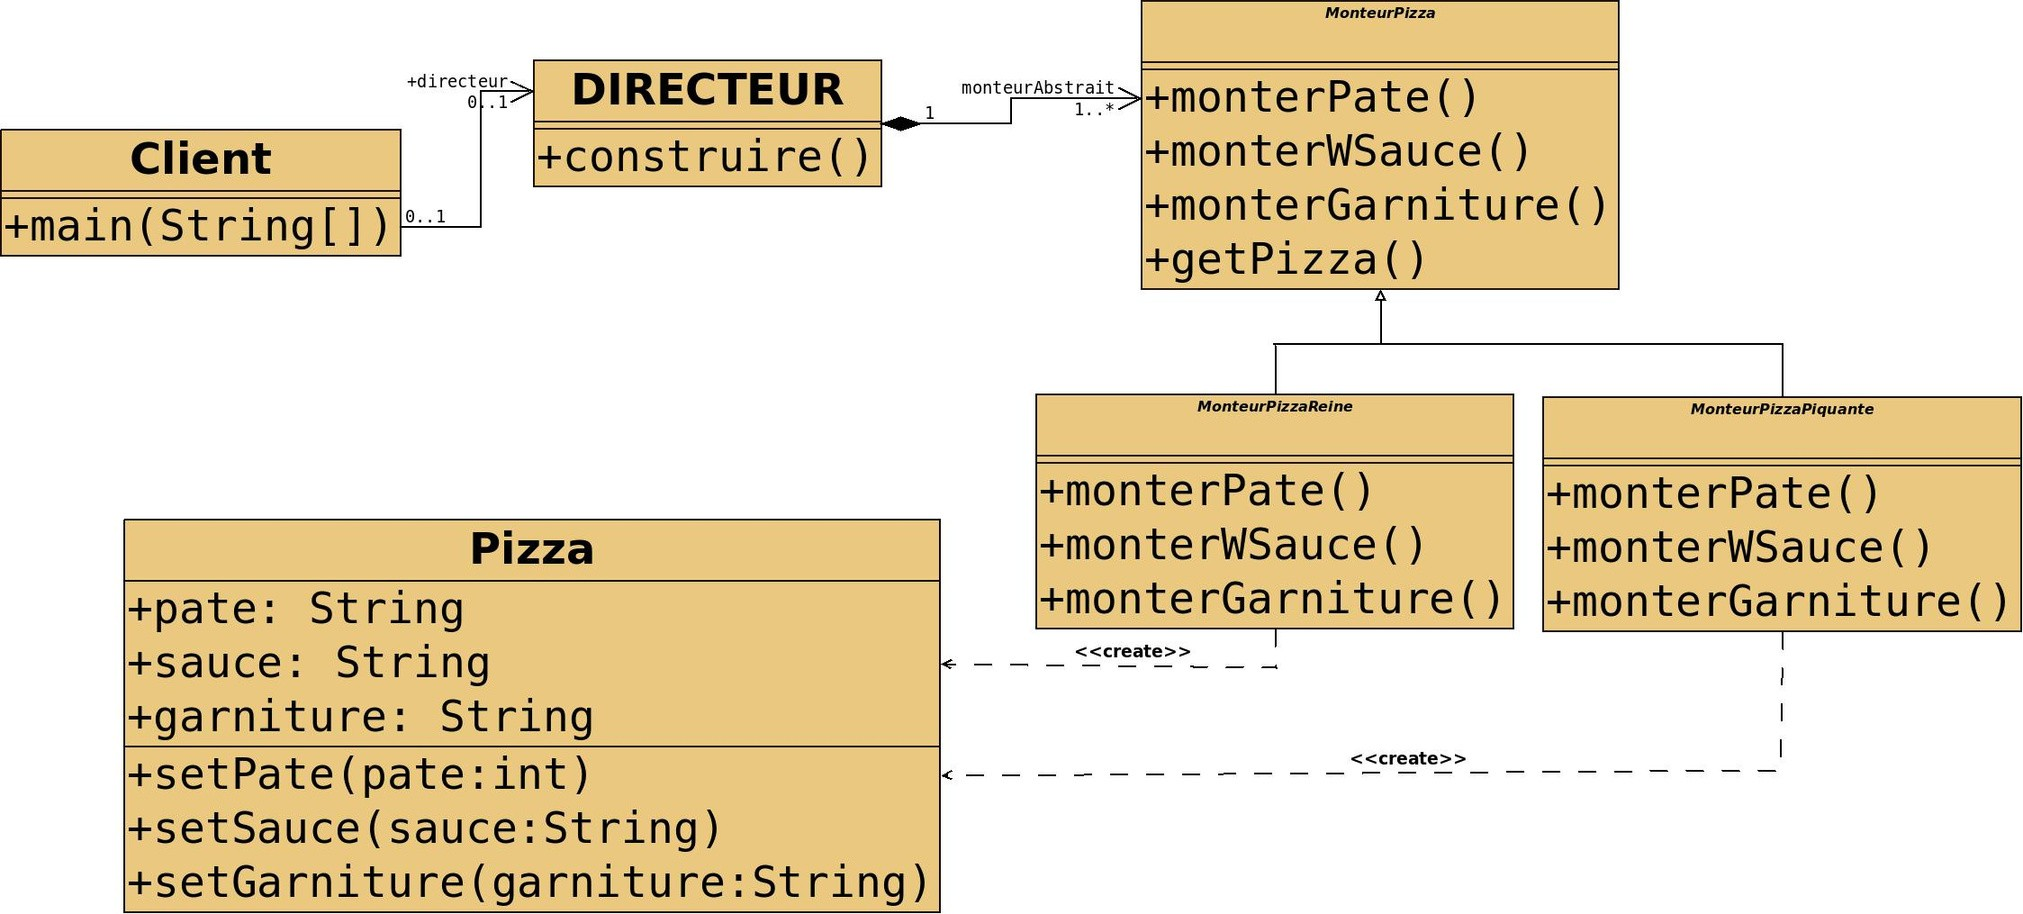 MonteurPizza
+monterPate()
+monterWSauce()
+monterGarniture()
+getPizza()
+directeur
0..1
DIRECTEUR
+construire()
1
monteurAbstrait
1..*
Client
+main(String[])
0..1
MonteurPizzaReine
+monterPate()
+monterWSauce()
+monterGarniture()
MonteurPizzaPiquante
+monterPate()
+monterWSauce()
+monterGarniture()
Pizza
+pate: String
+sauce: String
+garniture: String
+setPate(pate:int)
+setSauce(sauce:String)
+setGarniture(garniture:String)
<<create>>
<<create>>